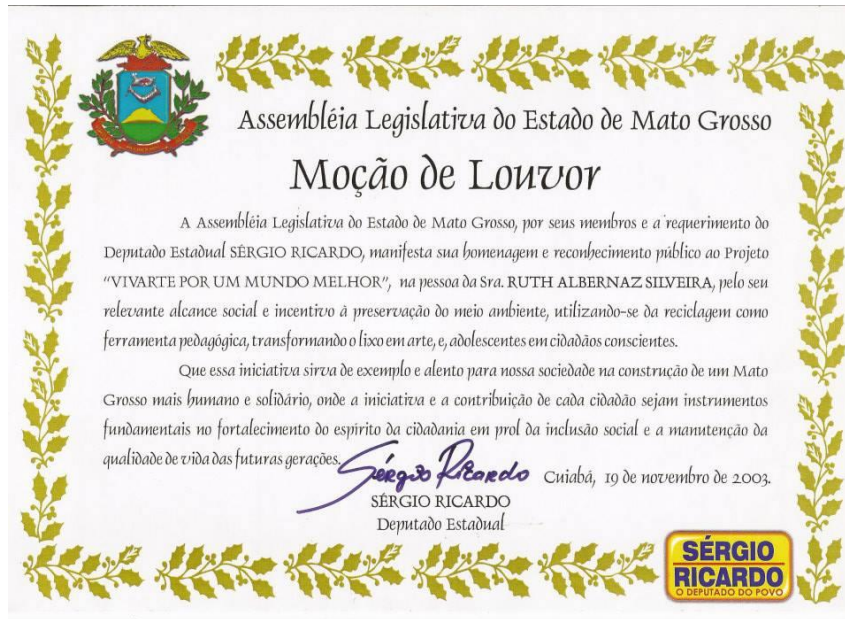 Assembléia Legislativa do Estado de Mato Grosso
Moção de Louvor
A Assembléia Legislativa do Estado de Mato Grosso, por seus membros e a requerimento do
Deputado Estadual SÉRGIO RICARDO, manifesta sua homenagem e reconhecimento público ao Projeto
“VIVARTE POR UM MUNDO MELHOR”, na pessoa da Sra. RUTH ALBERNAZ SILVEIRA, pelo seu
relevante alcance social e incentivo à preservação do meio ambiente, utilizando-se da reciclagem como
ferramenta pedagógica, transformando o lixo em arte, e, adolescentes em cidadãos conscientes.
Que essa iniciativa sirva de exemplo e alento para nossa sociedade na construção de um Mato
Grosso mais humano e solidário, onde a iniciativa e a contribuição de cada cidadão sejam instrumentos
fundamentais no fortalecimento do espírito da cidadania em prol da inclusão social e a manutenção da
qualidade de vida das futuras gerações.
Sérgio Ricardo Cuiabá, 19 de novembro de 2003.
SÉRGIO RICARDO
Deputado Estadual
SÉRGIO
RICARDO
O DEPUTADO DO POVO